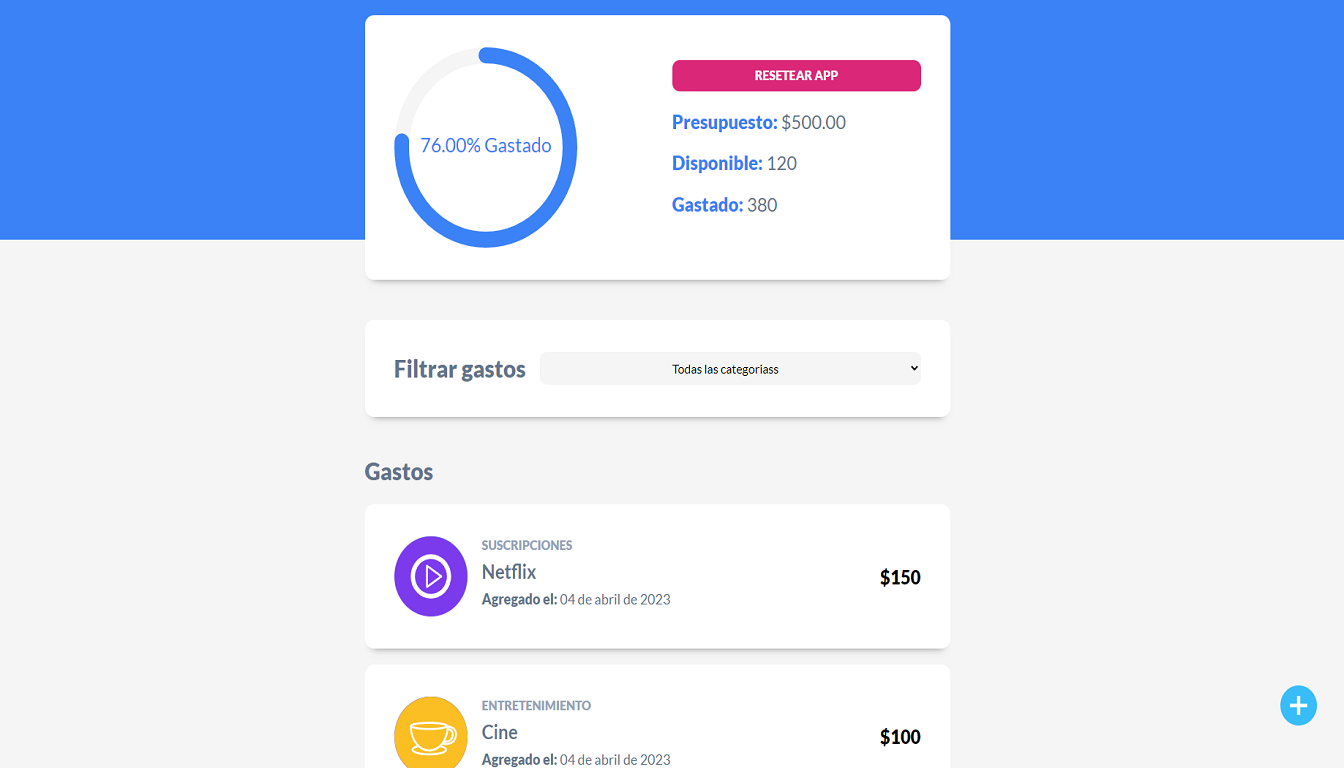 76.00% Gastado
RESETEAR APP
Presupuesto: $500.00
Disponible: 120
Gastado: 380
Filtrar gastos
Todas las categoriass
Gastos
SUSCRIPCIONES
Netflix
Agregado el: 04 de abril de 2023
$150
ENTRETENIMIENTO
Cine
Agregado el: 04 de abril de 2023
$100